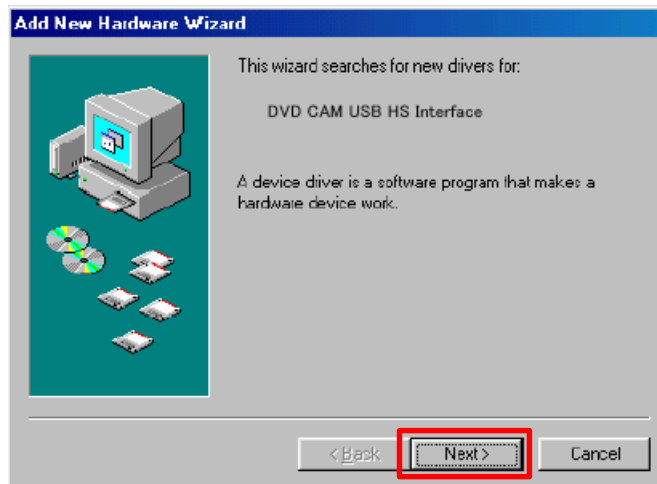 Add New Hardware Wizard
This wizard searches for new drivers for:
DVD CAM USB HS Interface
A device driver is a software program that makes a
hardware device work.
< Back
Next >
Cancel